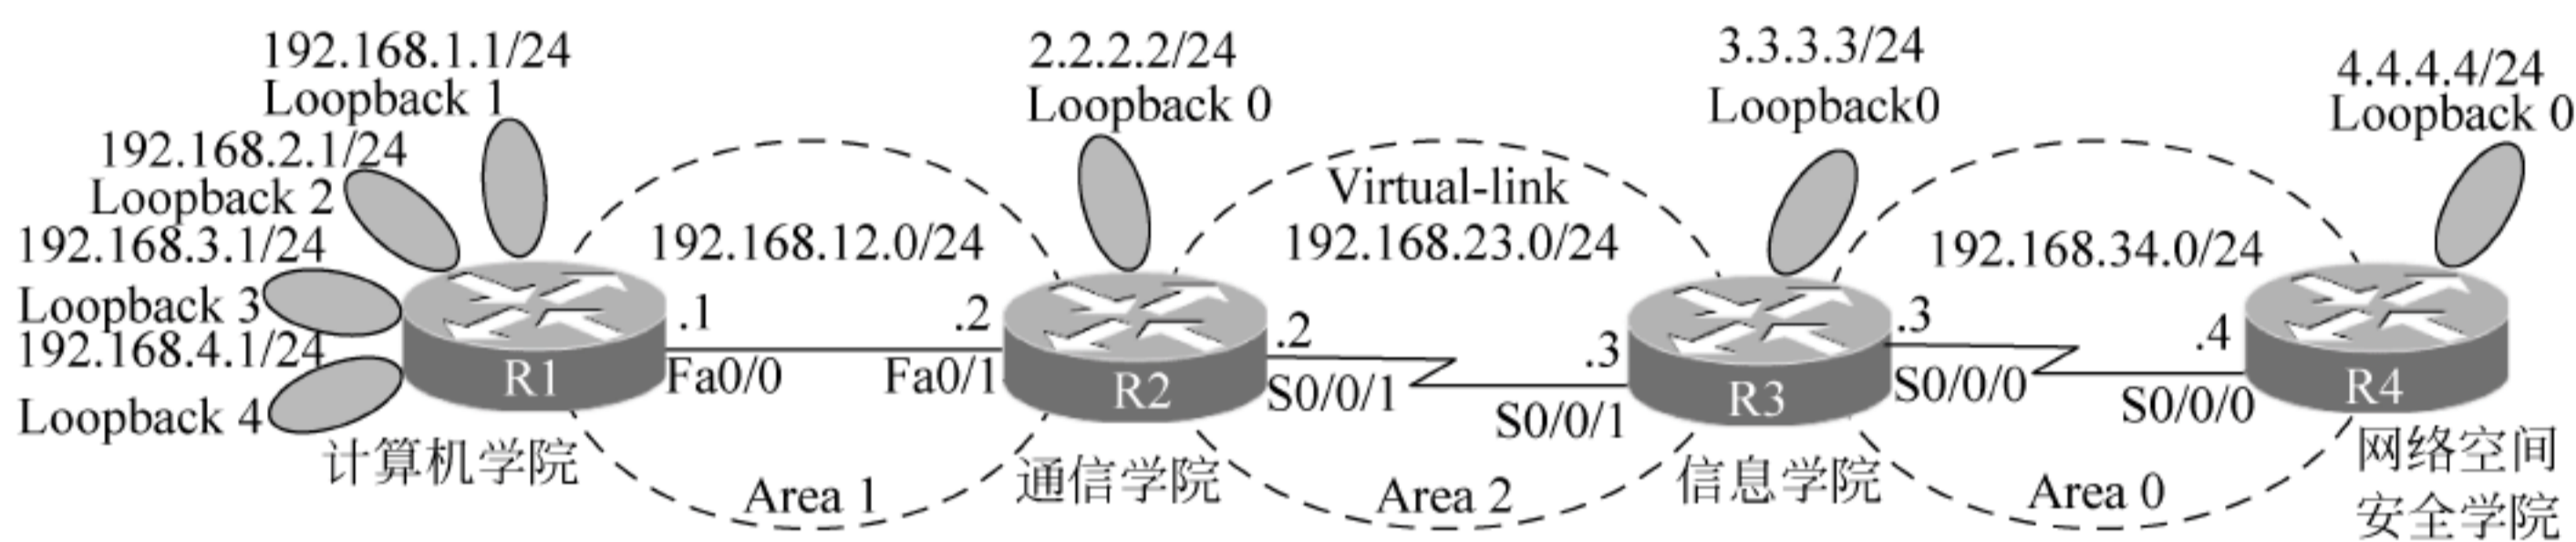 192.168.1.1/24
Loopback 1
192.168.2.1/24
Loopback 2
192.168.3.1/24
Loopback 3
192.168.4.1/24
Loopback 4
R1
计算机学院
192.168.12.0/24
.1
Fa0/0
.2
Fa0/1
Area 1
2.2.2.2/24
Loopback 0
R2
通信学院
Virtual-link
192.168.23.0/24
.2
S0/0/1
.3
S0/0/1
Area 2
3.3.3.3/24
Loopback0
R3
信息学院
192.168.34.0/24
.3
S0/0/0
.4
S0/0/0
Area 0
4.4.4.4/24
Loopback 0
R4
网络空间
安全学院